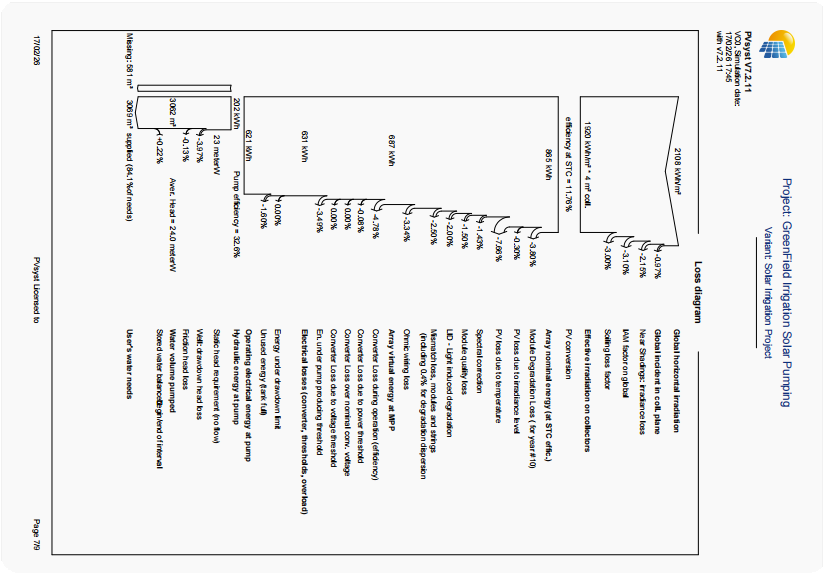 Project: GreenField Irrigation Solar Pumping
Variant: Solar Irrigation Project
PVsyst V7.2.11
VC0, Simulation date:
17/02/26 17:45
with v7.2.11
Loss diagram
2108 kWh/m² Global horizontal irradiation
-0.97% Global incident in coll. plane
-2.15% Near Shadings: irradiance loss
-3.10% IAM factor on global
-3.00% Soiling loss factor
1920 kWh/m² * 4 m² coll. Effective irradiation on collectors
efficiency at STC = 11.76% PV conversion
865 kWh Array nominal energy (at STC effic.)
-3.80% Module Degradation Loss ( for year #10)
-0.30% PV loss due to irradiance level
-7.66% PV loss due to temperature
-1.43% Spectral correction
-1.50% Module quality loss
-2.00% LID - Light induced degradation
-2.50% Mismatch loss, modules and strings
(including 0.4% for degradation dispersion
-3.34% Ohmic wiring loss
687 kWh Array virtual energy at MPP
-4.78% Converter Loss during operation (efficiency)
-0.08% Converter Loss due to power threshold
0.00% Converter Loss over nominal conv. voltage
0.00% Converter Loss due to voltage threshold
-3.49% En. under pump producing threshold
631 kWh Electrical losses (converter, thresholds, overload)
0.00% Energy under drawdown limit
-1.60% Unused energy (tank full)
621 kWh Operating electrical energy at pump
202 kWh Pump efficiency = 32.6% Hydraulic energy at pump
23 meterW Static head requirement (no flow)
-3.97% Well: drawdown head loss
-0.13% Friction head loss
3062 m³ Aver. Head = 24.0 meterW Water volume pumped
+0.22% Stored water balance begin/end of interval
Missing: 581 m³ 3069 m³ supplied (84.1% of needs) User's water needs
17/02/26 PVsyst Licensed to Page 7/9